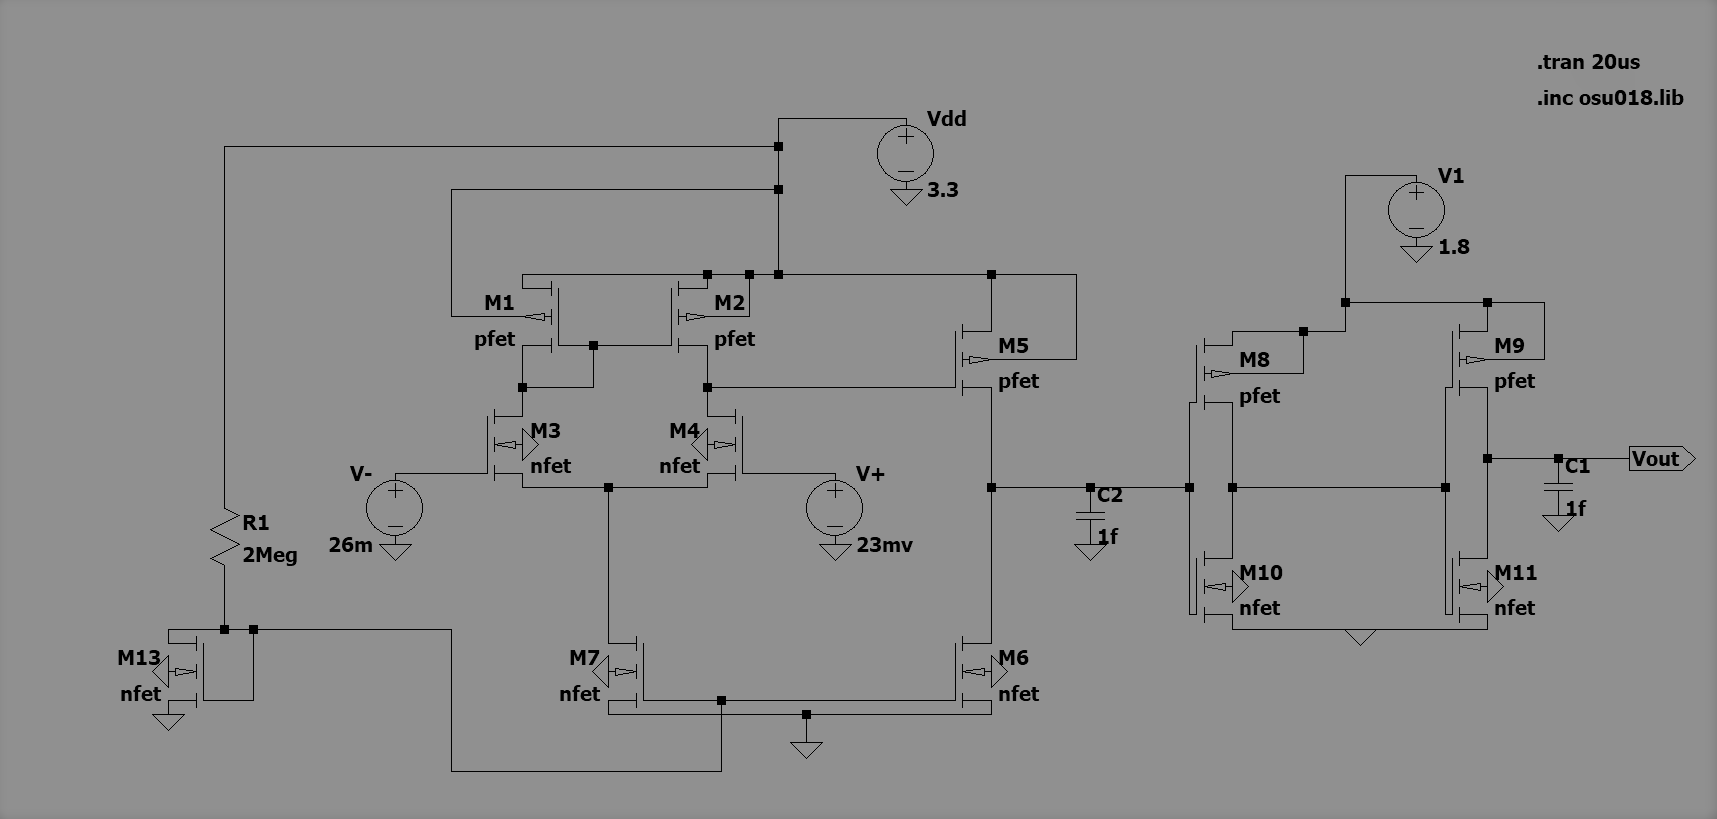 .tran 20us
.inc osu018.lib
Vdd
3.3
V1
1.8
M1
pfet
M2
pfet
M5
pfet
M8
pfet
M9
pfet
M3
nfet
M4
nfet
V-
26m
V+
23mv
R1
2Meg
C2
1f
Vout
C1
1f
M10
nfet
M11
nfet
M13
nfet
M7
nfet
M6
nfet